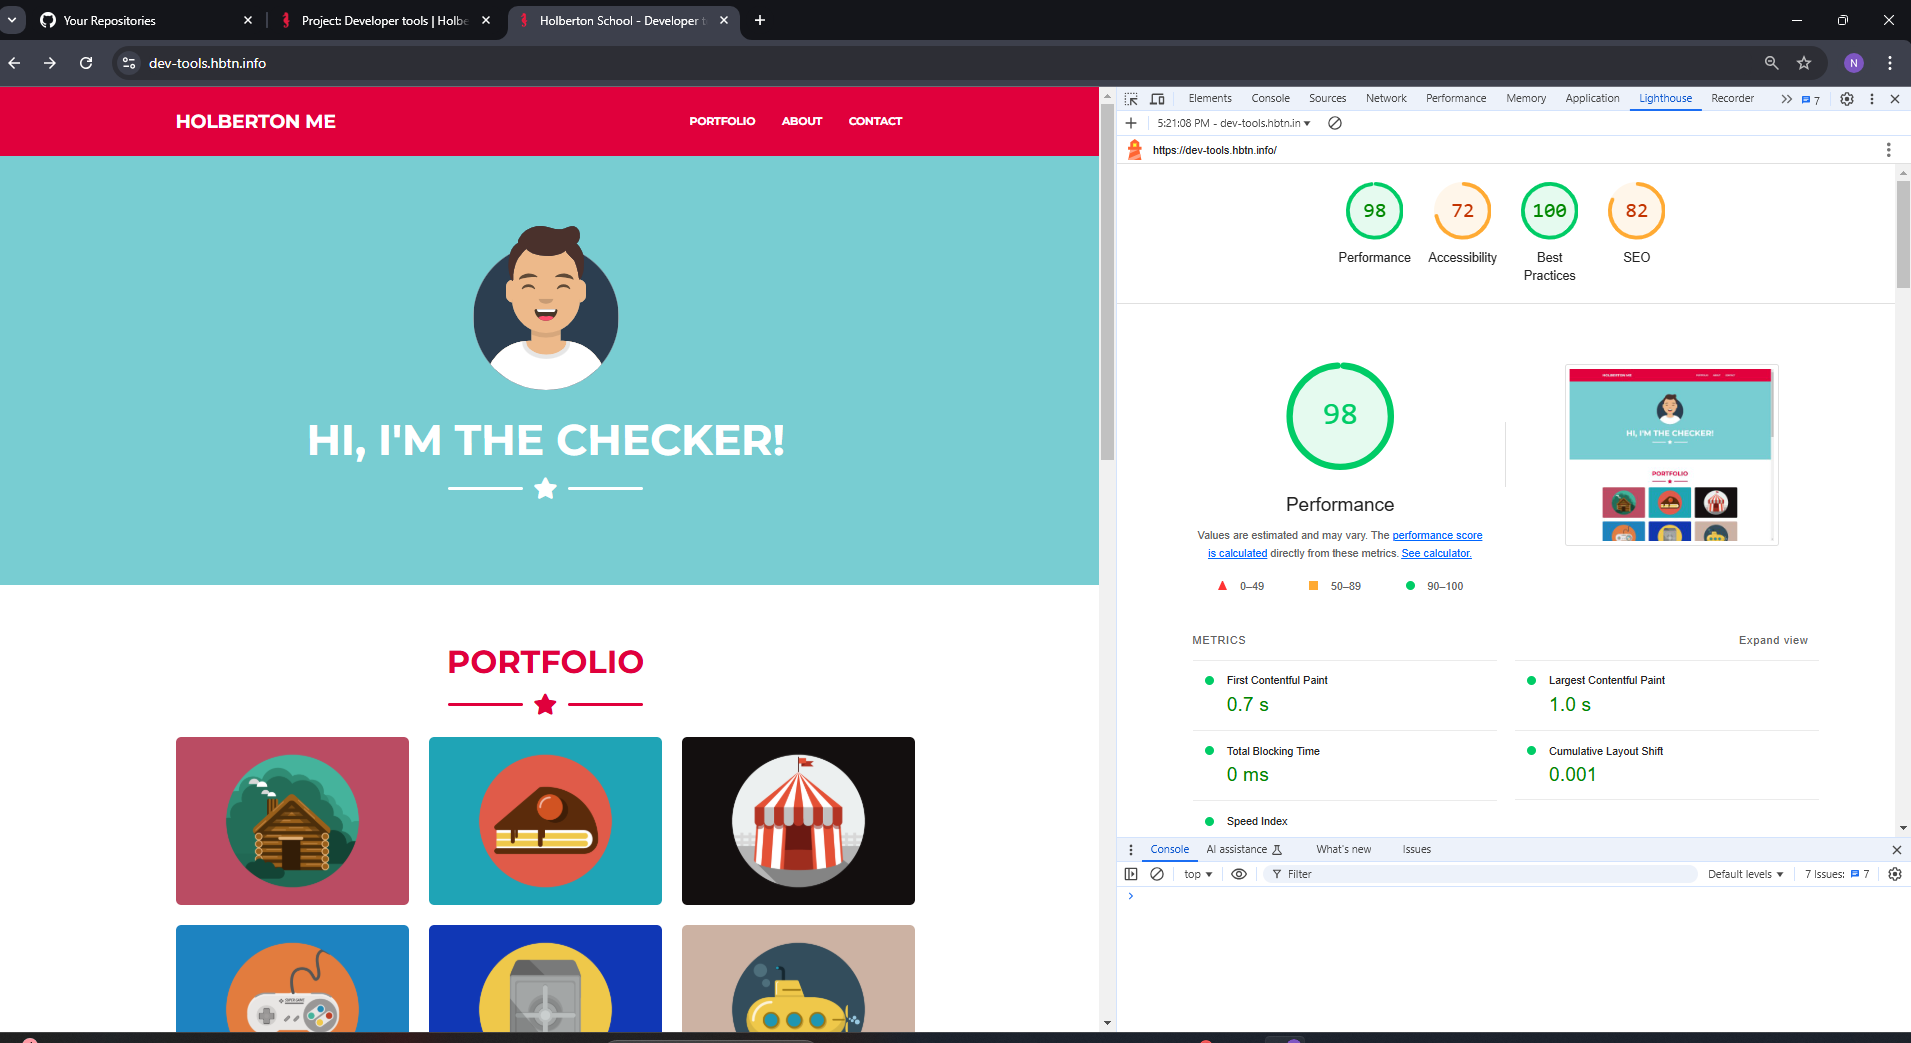 Your Repositories
Project: Developer tools | Holbe
Holberton School - Developer t
dev-tools.hbtn.info
N
HOLBERTON ME
PORTFOLIO
ABOUT
CONTACT
HI, I'M THE CHECKER!
PORTFOLIO
SUPER GAMER
Elements
Console
Sources
Network
Performance
Memory
Application
Lighthouse
Recorder
7
5:21:08 PM - dev-tools.hbtn.in
https://dev-tools.hbtn.info/
98
72
100
82
Performance
Accessibility
Best
Practices
SEO
98
Performance
Values are estimated and may vary. The performance score
is calculated directly from these metrics. See calculator.
0–49
50–89
90–100
HOLBERTON ME
HI, I'M THE CHECKER!
PORTFOLIO
METRICS
Expand view
First Contentful Paint
0.7 s
Largest Contentful Paint
1.0 s
Total Blocking Time
0 ms
Cumulative Layout Shift
0.001
Speed Index
Console
AI assistance
What's new
Issues
top
Filter
Default levels
7 Issues:
7